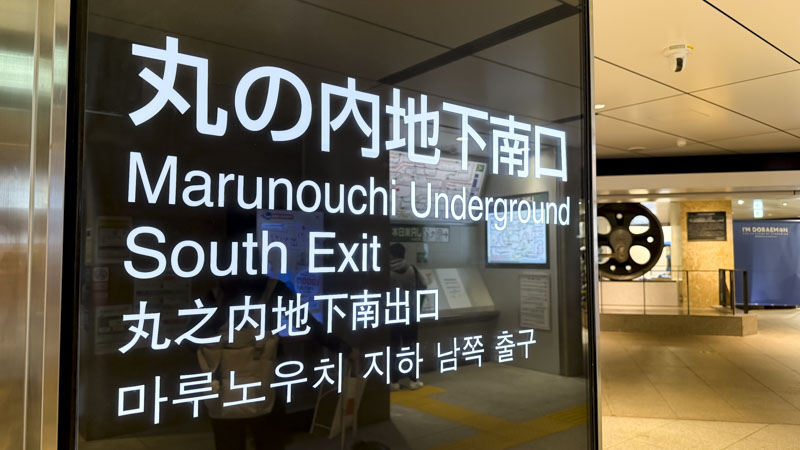 丸の内地下南口
Marunouchi Underground
South Exit
丸之内地下南出口
마루노우치 지하 남쪽 출구
I'M DORAEMON